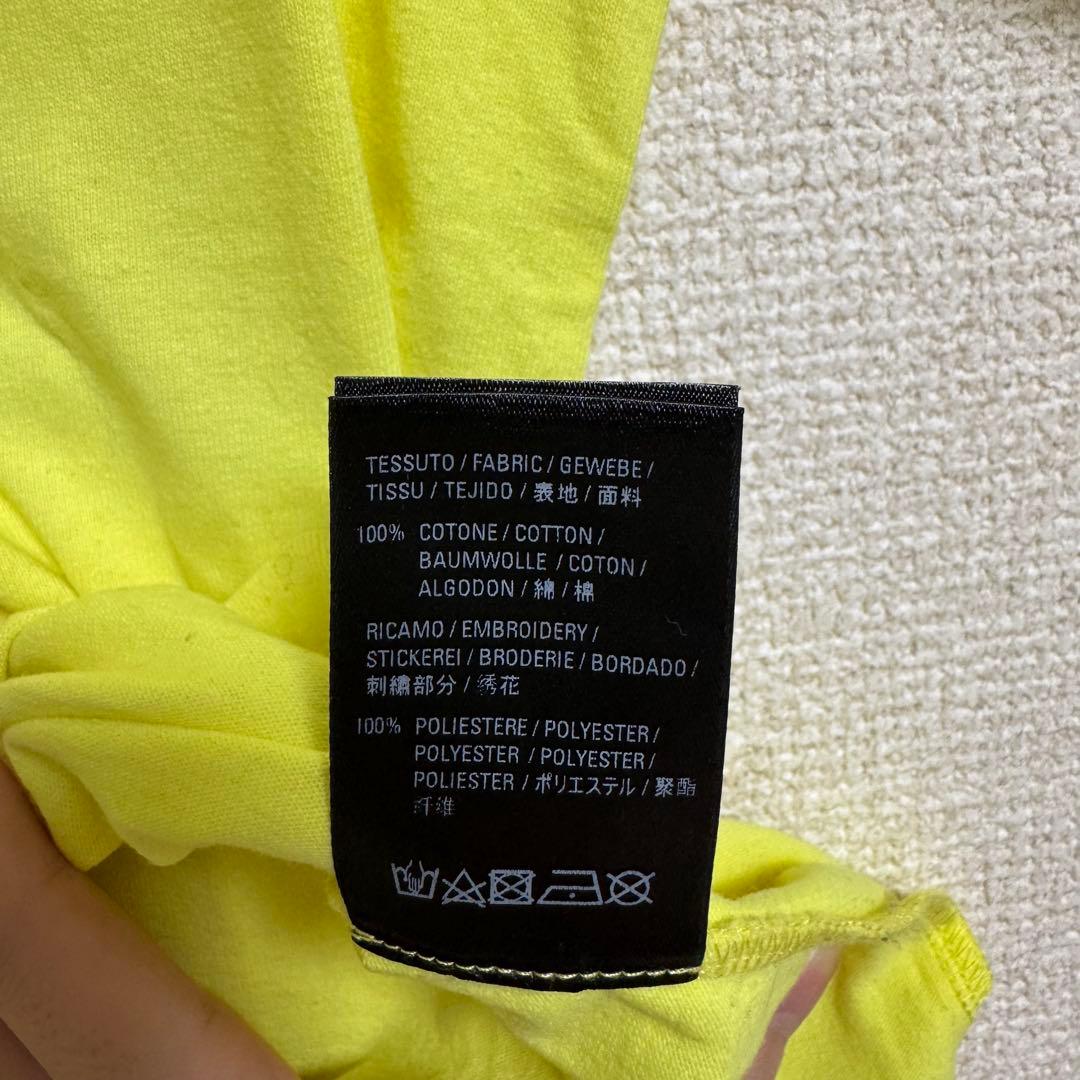 TESSUTO / FABRIC / GEWEBE /
TISSU / TEJIDO / 表地 / 面料
100% COTONE / COTTON /
BAUMWOLLE / COTON /
ALGODON / 綿 / 棉
RICAMO / EMBROIDERY /
STICKEREI / BRODERIE / BORDADO /
刺繍部分 / 绣花
100% POLIESTERE / POLYESTER /
POLYESTER / POLYESTER /
POLIESTER / ポリエステル / 聚酯
纤维